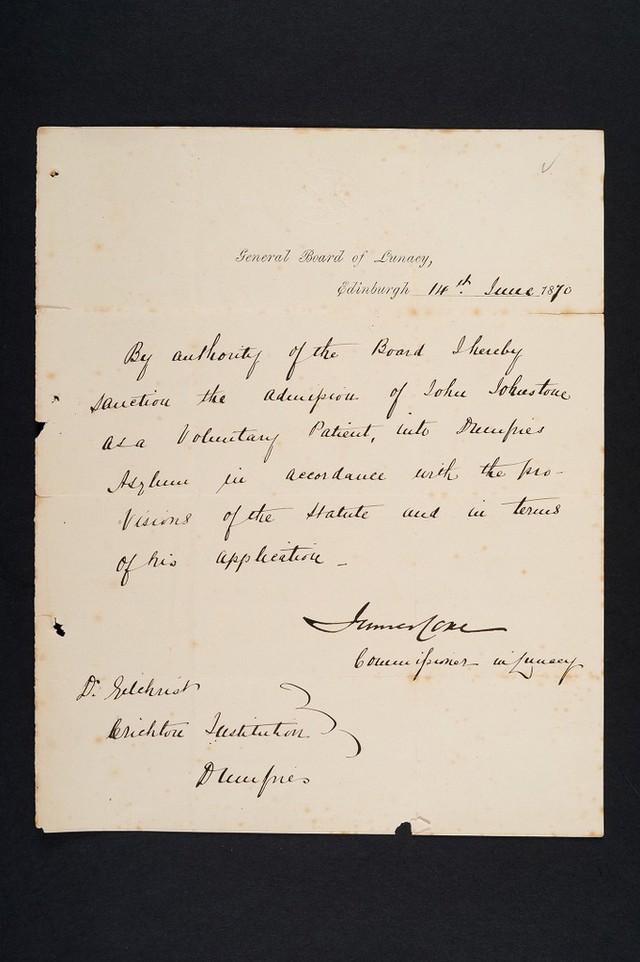 General Board of Lunacy,
Edinburgh 14th. June 1870
By authority of the Board I hereby
sanction the admission of John Johnstone
as a Voluntary Patient, into Dumfries
Asylum in accordance with the pro-
visions of the Statute and in terms
of his application -
James Coxe
Commissioner in Lunacy
Dr. Gilchrist
Crichton Institution
Dumfries